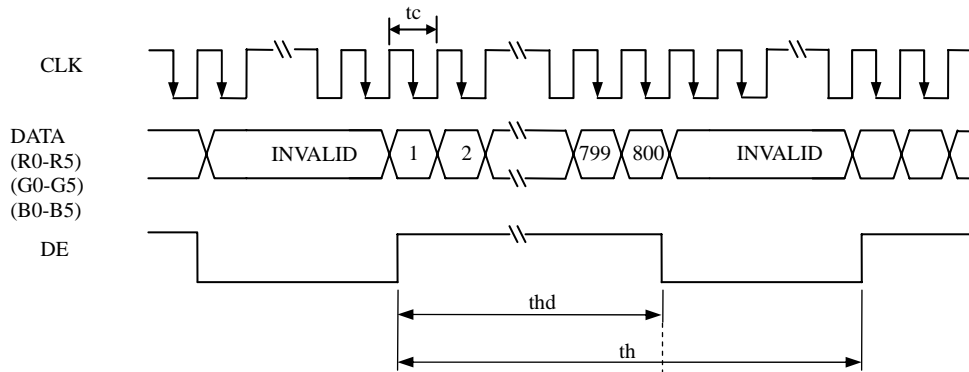 tc
CLK
DATA
(R0-R5)
(G0-G5)
(B0-B5)
INVALID 1 2 799 800 INVALID
DE
thd
th